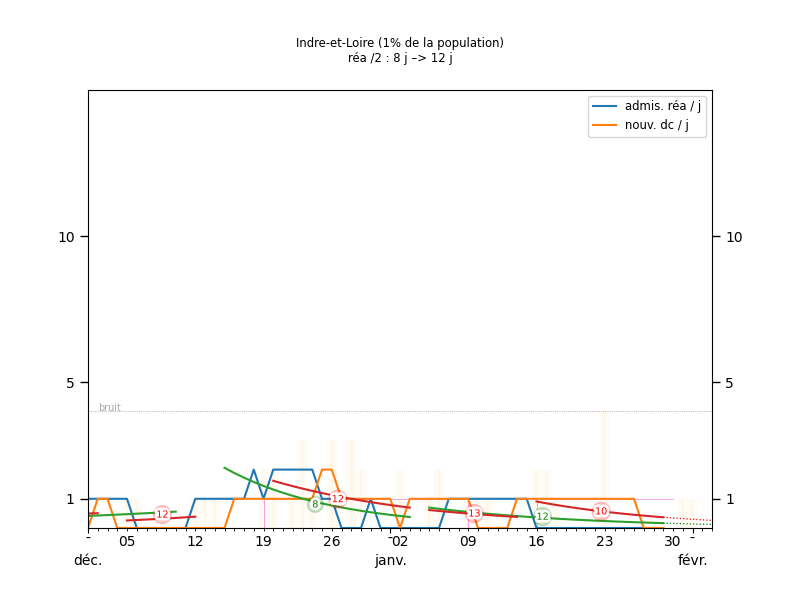 Indre-et-Loire (1% de la population)
réa /2 : 8 j –> 12 j
admis. réa / j
nouv. dc / j
10 10
5 5
bruit
1 1
12 8 12 13 12 10
- 05 12 19 26 -02 09 16 23 30 -
déc. janv. févr.